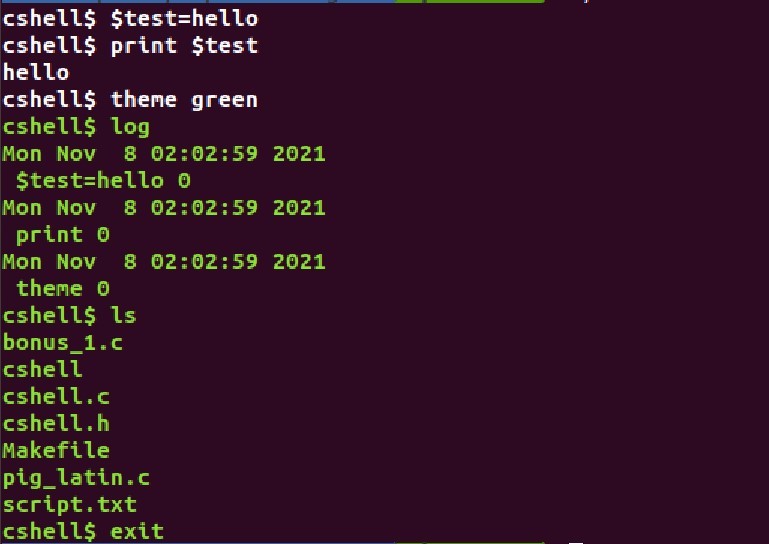 cshell$ $test=hello
cshell$ print $test
hello
cshell$ theme green
cshell$ log
Mon Nov  8 02:02:59 2021
 $test=hello 0
Mon Nov  8 02:02:59 2021
 print 0
Mon Nov  8 02:02:59 2021
 theme 0
cshell$ ls
bonus_1.c
cshell
cshell.c
cshell.h
Makefile
pig_latin.c
script.txt
cshell$ exit